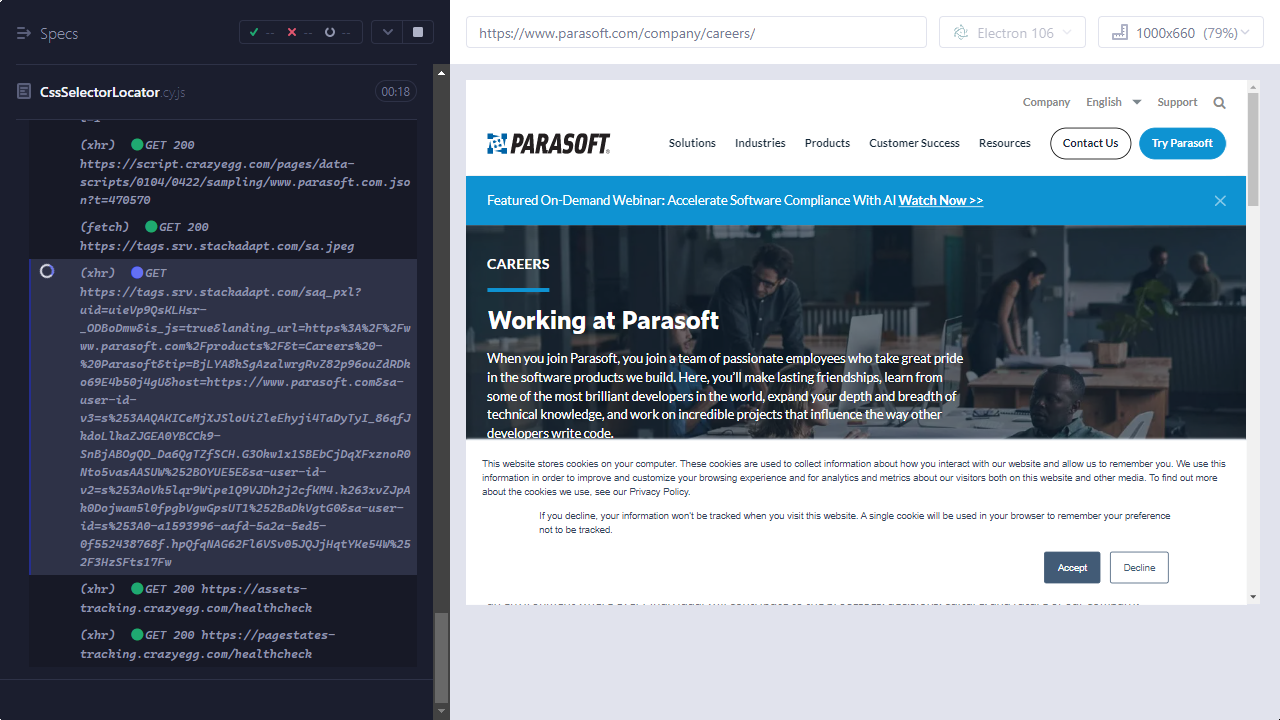 Specs
--
--
--
CssSelectorLocator.cy.js
00:18
(xhr) GET 200
https://script.crazyegg.com/pages/data-
scripts/0104/0422/sampling/www.parasoft.com.jso
n?t=470570
(fetch) GET 200
https://tags.srv.stackadapt.com/sa.jpeg
(xhr) GET
https://tags.srv.stackadapt.com/saq_pxl?
uid=uieVp9QsKLHsr-
_ODBoDmw&is_js=true&landing_url=https%3A%2F%2Fw
ww.parasoft.com%2Fproducts%2F&t=Careers%20-
%20Parasoft&tip=BjLYA8kSgAzalwrgRvZ82p96ouZdRDk
o69E4b50j4gU&host=https://www.parasoft.com&sa-
user-id-
v3=s%253AAQAKICeMjXJSloUiZleEhyji4TaDyTyI_B6qfJ
kdoLlkaZJGEA0YBCCk9-
SnBjABOgQD_Da6QgTZfSCH.G3Okw1x1SBEbCjDqXFxznoR0
Nto5vasAASUW%252BOYUE5E&sa-user-id-
v2=s%253AoVk5lqr9Wipe1Q9VJDh2j2cfKM4.k263xvZJpA
k0Dojwam5l0fpgbVgwGpsUT1%252BaDkVgtG0&sa-user-
id=s%253A0-a1593996-aafd-5a2a-5ed5-
0f552438768f.hpQfqNAG62Fl6VSv05JQJjHqtYKe54W%25
2F3HzSFts17Fw
(xhr) GET 200 https://assets-
tracking.crazyegg.com/healthcheck
(xhr) GET 200 https://pagestates-
tracking.crazyegg.com/healthcheck
https://www.parasoft.com/company/careers/
Electron 106
1000x660 (79%)
Company English Support
PARASOFT
Solutions Industries Products Customer Success Resources Contact Us Try Parasoft
Featured On-Demand Webinar: Accelerate Software Compliance With AI Watch Now >>
CAREERS
Working at Parasoft
When you join Parasoft, you join a team of passionate employees who take great pride
in the software products we build. Here, you'll make lasting friendships, learn from
some of the most brilliant developers in the world, expand your depth and breadth of
technical knowledge, and work on incredible projects that influence the way other
developers write code.
This website stores cookies on your computer. These cookies are used to collect information about how you interact with our website and allow us to remember you. We use this
information in order to improve and customize your browsing experience and for analytics and metrics about our visitors both on this website and other media. To find out more
about the cookies we use, see our Privacy Policy.
If you decline, your information won't be tracked when you visit this website. A single cookie will be used in your browser to remember your preference
not to be tracked.
Accept
Decline